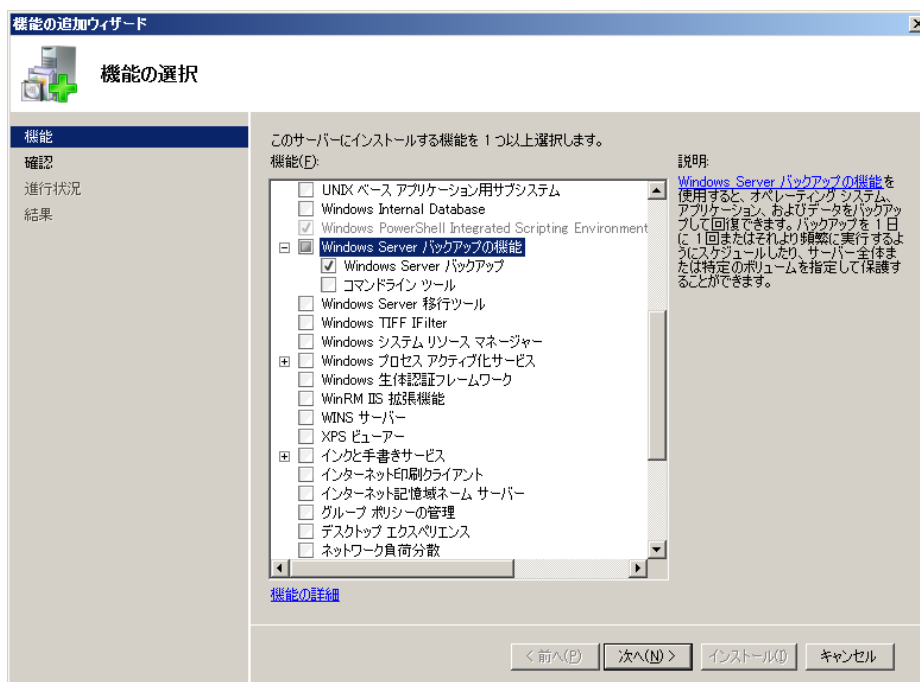 機能の追加ウィザード
機能の選択
機能
確認
進行状況
結果
このサーバーにインストールする機能を 1 つ以上選択します。
機能(F):
UNIX ベース アプリケーション用サブシステム
Windows Internal Database
Windows PowerShell Integrated Scripting Environment
Windows Server バックアップの機能
Windows Server バックアップ
コマンドライン ツール
Windows Server 移行ツール
Windows TIFF IFilter
Windows システム リソース マネージャー
Windows プロセス アクティブ化サービス
Windows 生体認証フレームワーク
WinRM IIS 拡張機能
WINS サーバー
XPS ビューアー
インクと手書きサービス
インターネット印刷クライアント
インターネット記憶域ネーム サーバー
グループ ポリシーの管理
デスクトップ エクスペリエンス
ネットワーク負荷分散
機能の詳細
説明:
Windows Server バックアップの機能を
使用すると、オペレーティング システム、
アプリケーション、およびデータをバックアッ
プして回復できます。バックアップを 1 日
に 1 回またはそれより頻繁に実行するよ
うにスケジュールしたり、サーバー全体ま
たは特定のボリュームを指定して保護す
ることができます。
< 前へ(P)
次へ(N) >
インストール(I)
キャンセル